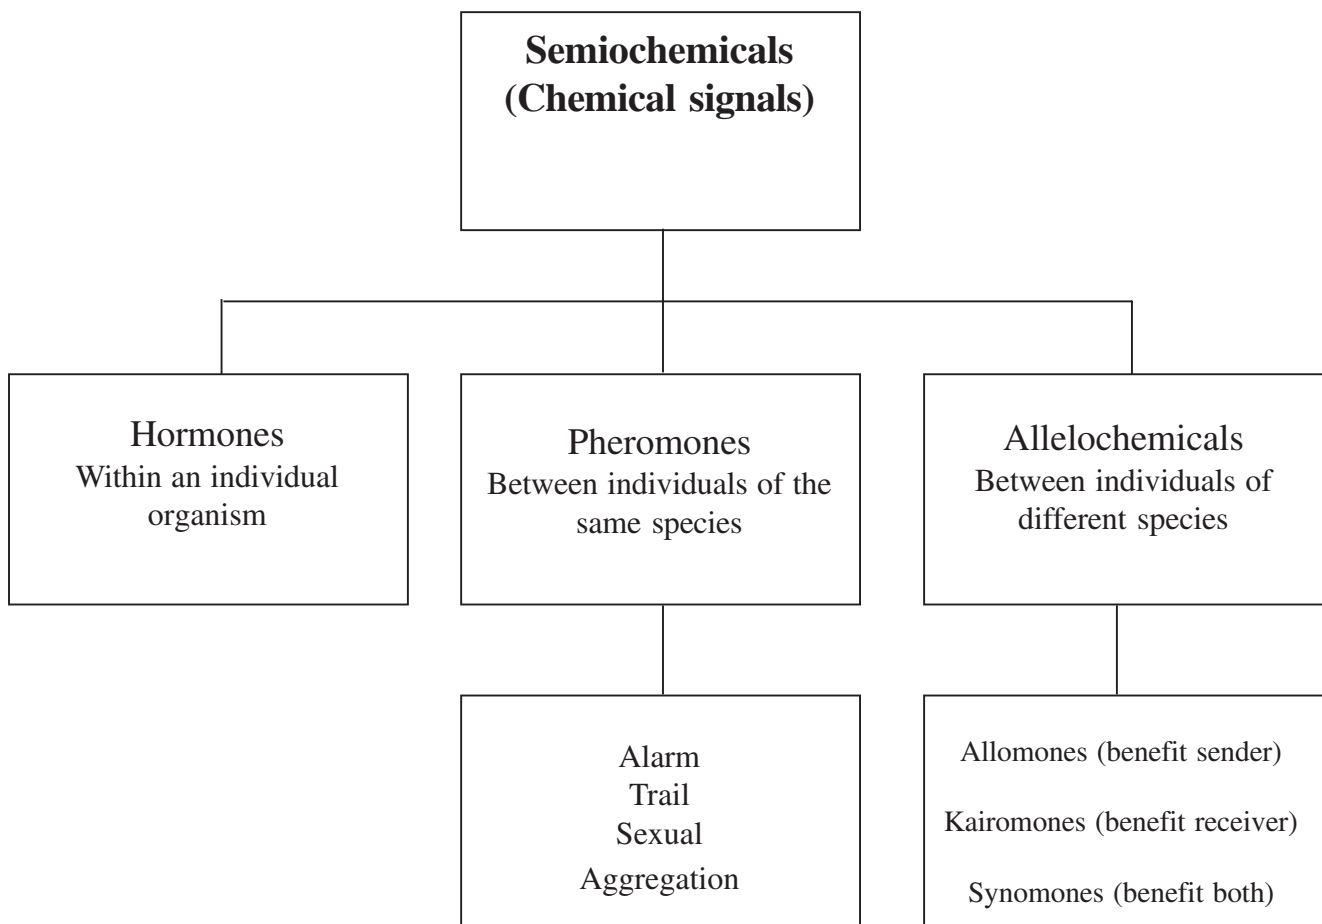 Semiochemicals
(Chemical signals)
Hormones
Within an individual
organism
Pheromones
Between individuals of the
same species
Allelochemicals
Between individuals of
different species
Alarm
Trail
Sexual
Aggregation
Allomones (benefit sender)
Kairomones (benefit receiver)
Synomones (benefit both)